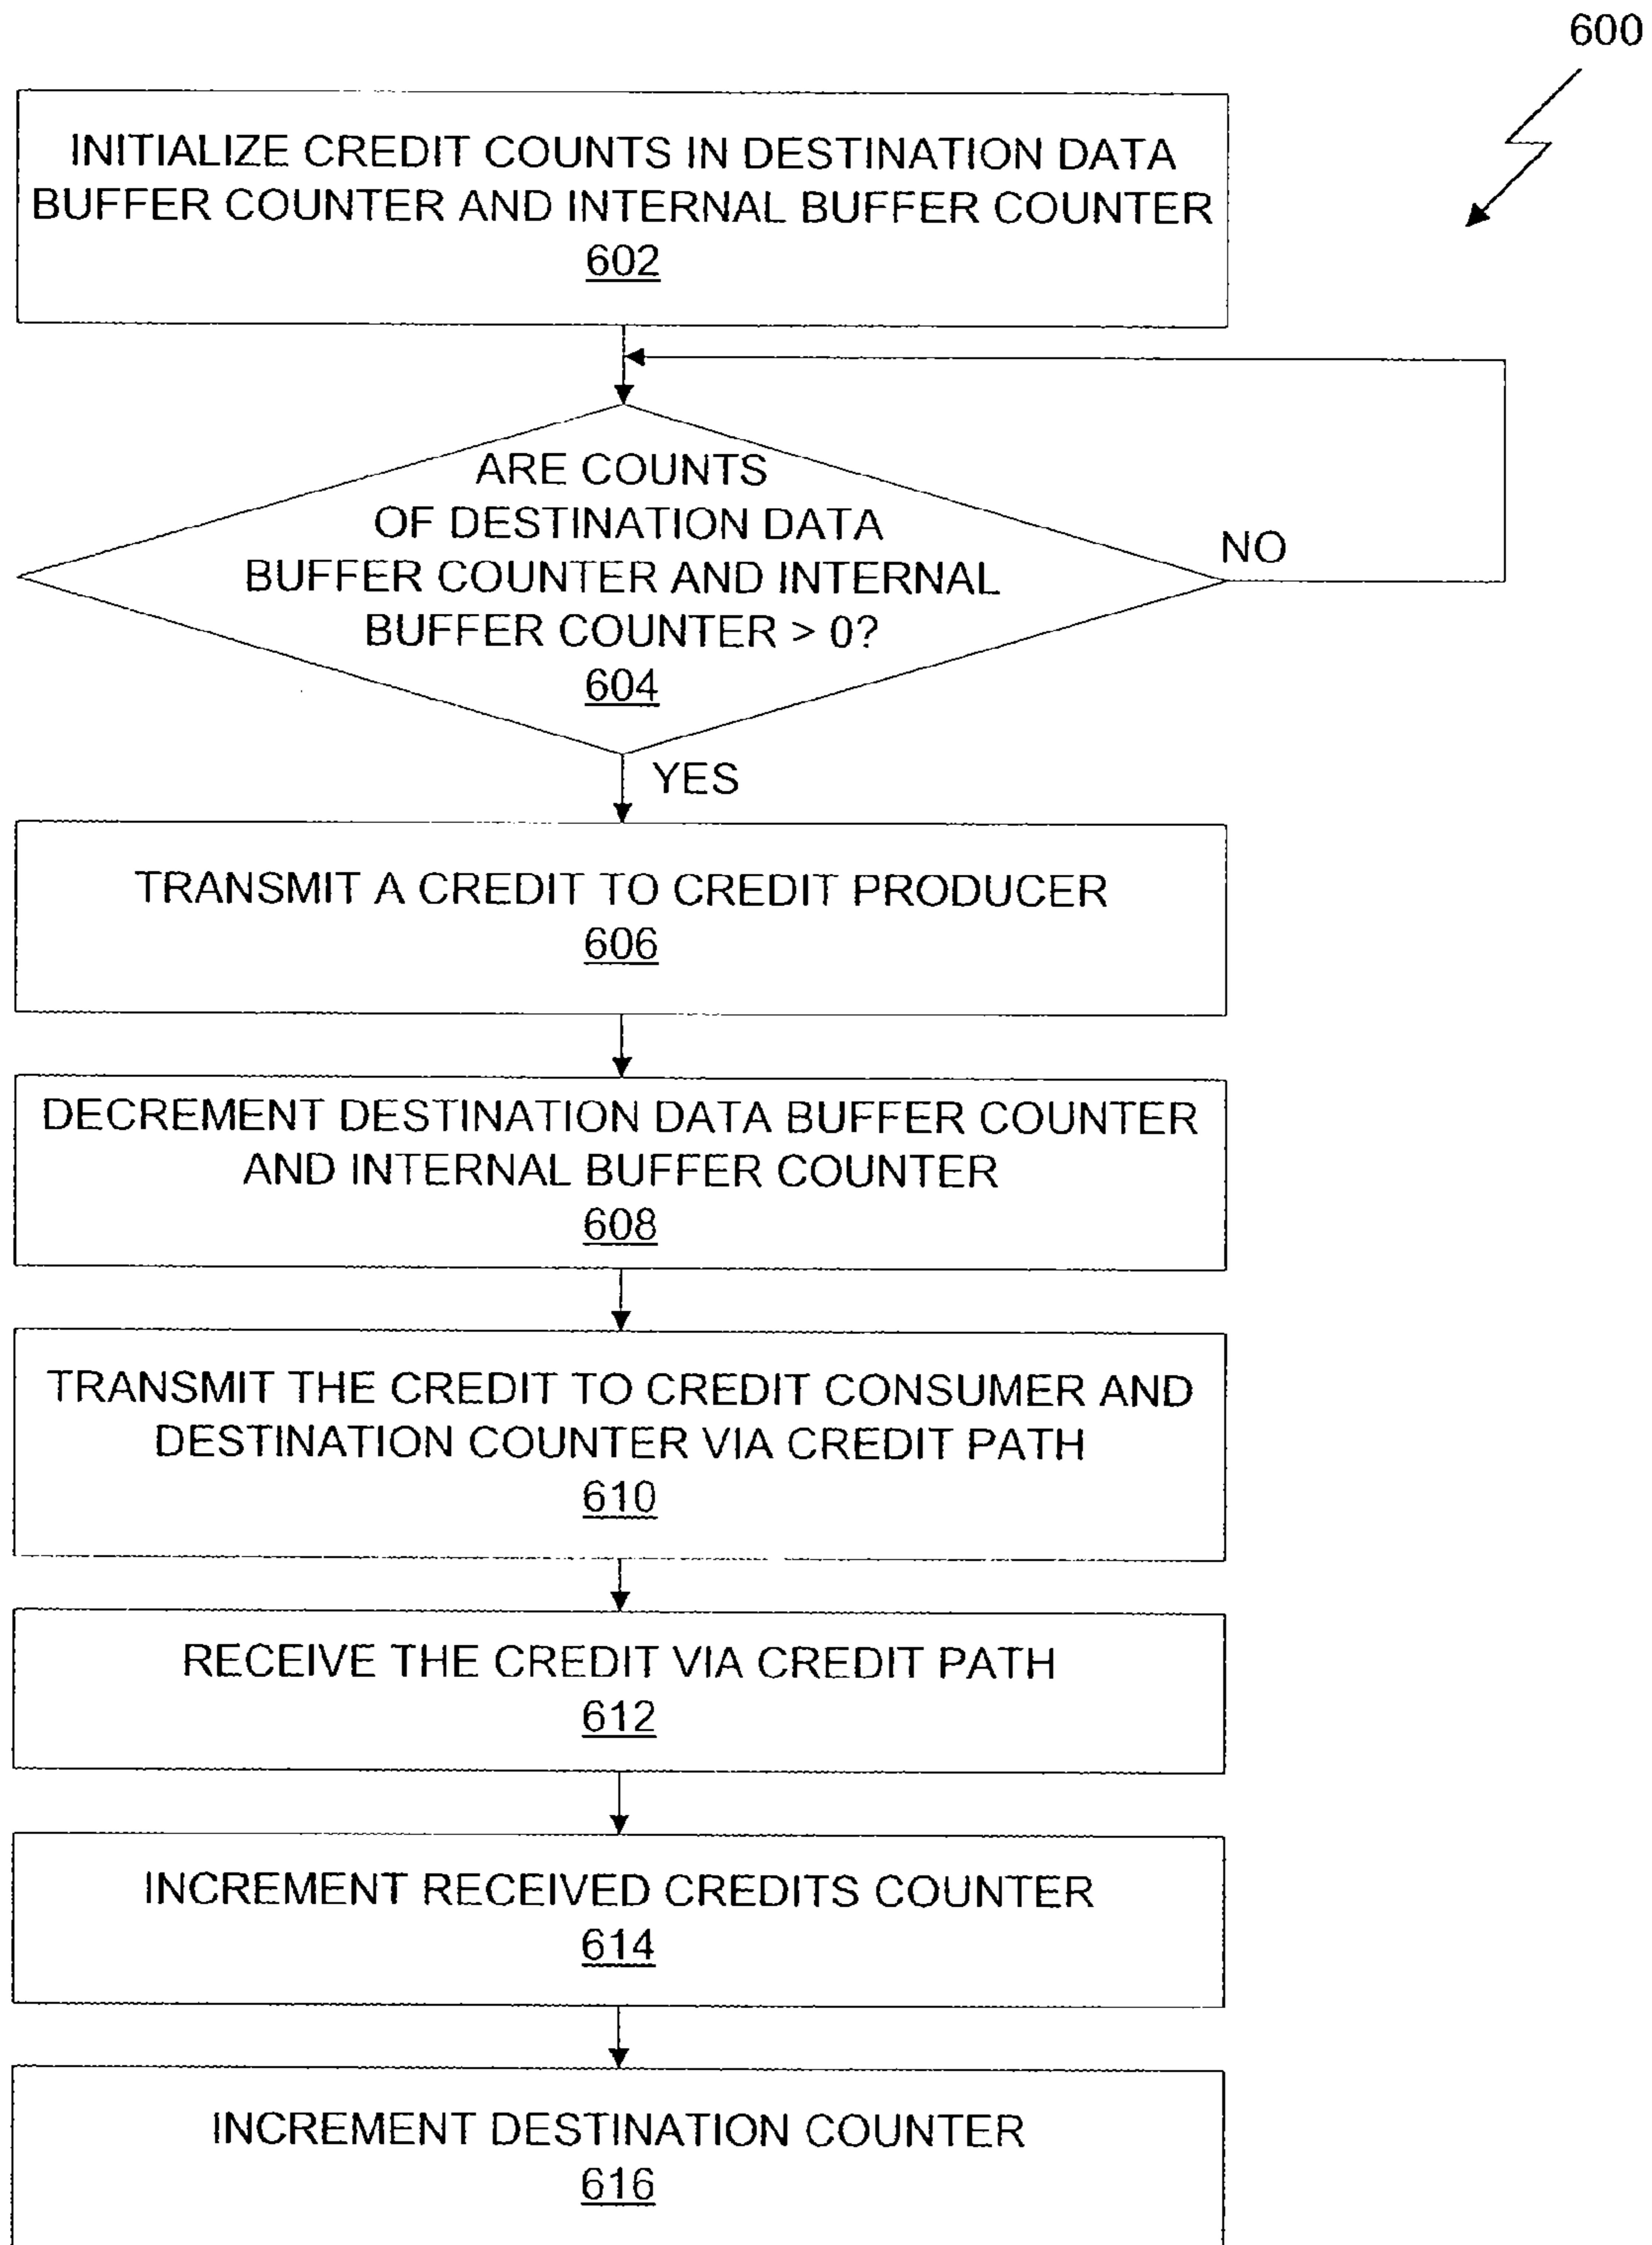 600
INITIALIZE CREDIT COUNTS IN DESTINATION DATA
BUFFER COUNTER AND INTERNAL BUFFER COUNTER
602
ARE COUNTS
OF DESTINATION DATA
BUFFER COUNTER AND INTERNAL
BUFFER COUNTER > 0?
604
NO
YES
TRANSMIT A CREDIT TO CREDIT PRODUCER
606
DECREMENT DESTINATION DATA BUFFER COUNTER
AND INTERNAL BUFFER COUNTER
608
TRANSMIT THE CREDIT TO CREDIT CONSUMER AND
DESTINATION COUNTER VIA CREDIT PATH
610
RECEIVE THE CREDIT VIA CREDIT PATH
612
INCREMENT RECEIVED CREDITS COUNTER
614
INCREMENT DESTINATION COUNTER
616